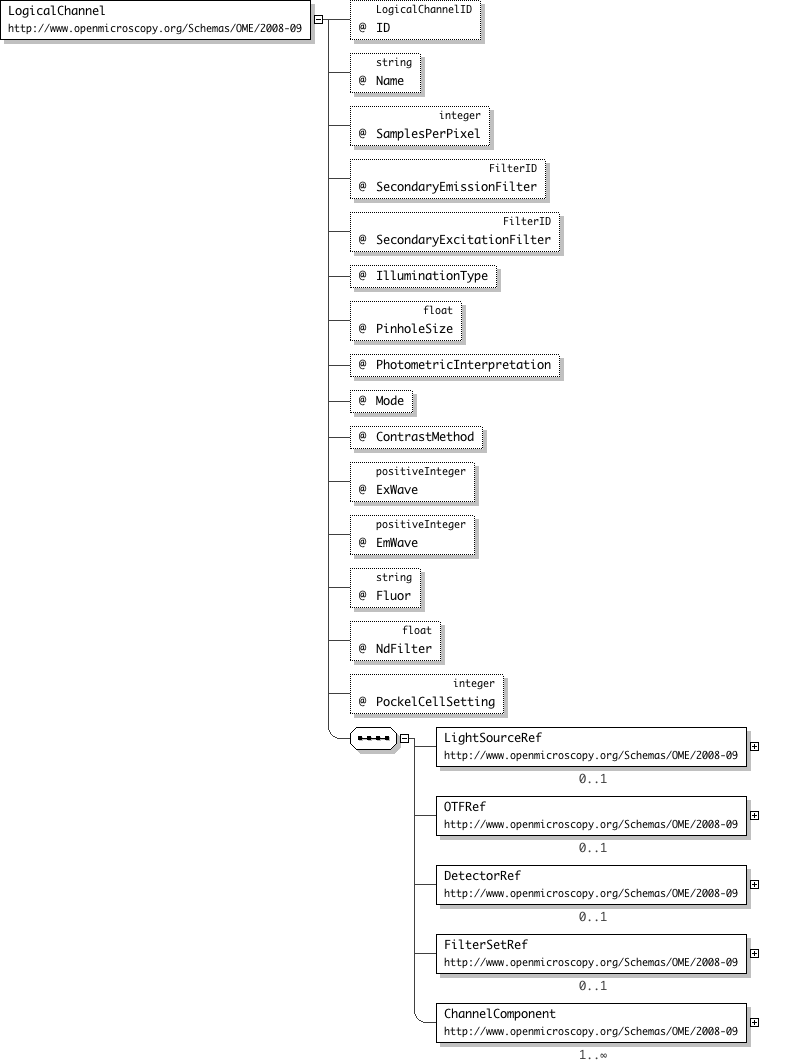 LogicalChannel
http://www.openmicroscopy.org/Schemas/OME/2008-09
LogicalChannelID
@ ID
string
@ Name
integer
@ SamplesPerPixel
FilterID
@ SecondaryEmissionFilter
FilterID
@ SecondaryExcitationFilter
@ IlluminationType
float
@ PinholeSize
@ PhotometricInterpretation
@ Mode
@ ContrastMethod
positiveInteger
@ ExWave
positiveInteger
@ EmWave
string
@ Fluor
float
@ NdFilter
integer
@ PockelCellSetting
LightSourceRef
http://www.openmicroscopy.org/Schemas/OME/2008-09
0..1
OTFRef
http://www.openmicroscopy.org/Schemas/OME/2008-09
0..1
DetectorRef
http://www.openmicroscopy.org/Schemas/OME/2008-09
0..1
FilterSetRef
http://www.openmicroscopy.org/Schemas/OME/2008-09
0..1
ChannelComponent
http://www.openmicroscopy.org/Schemas/OME/2008-09
1..∞